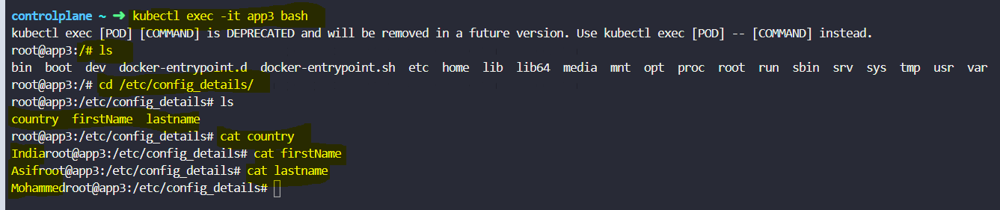 controlplane ~ ➜ kubectl exec -it app3 bash
kubectl exec [POD] [COMMAND] is DEPRECATED and will be removed in a future version. Use kubectl exec [POD] -- [COMMAND] instead.
root@app3:/# ls
bin boot dev docker-entrypoint.d docker-entrypoint.sh etc home lib lib64 media mnt opt proc root run sbin srv sys tmp usr var
root@app3:/# cd /etc/config_details/
root@app3:/etc/config_details# ls
country firstName lastname
root@app3:/etc/config_details# cat country
Indiaroot@app3:/etc/config_details# cat firstName
Asifroot@app3:/etc/config_details# cat lastname
Mohammedroot@app3:/etc/config_details#